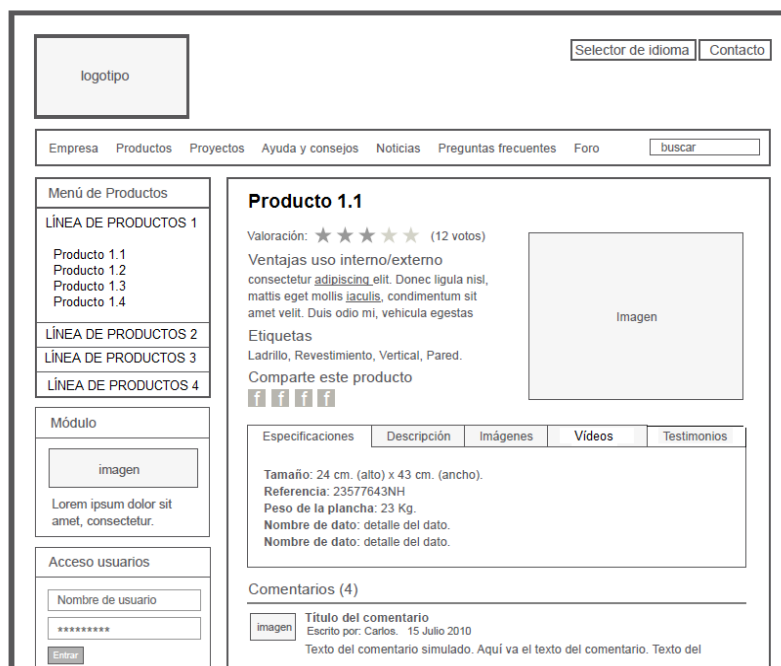 logotipo
Selector de idioma
Contacto
Empresa Productos Proyectos Ayuda y consejos Noticias Preguntas frecuentes Foro buscar
Menú de Productos
LÍNEA DE PRODUCTOS 1
Producto 1.1
Producto 1.2
Producto 1.3
Producto 1.4
LÍNEA DE PRODUCTOS 2
LÍNEA DE PRODUCTOS 3
LÍNEA DE PRODUCTOS 4
Módulo
imagen
Lorem ipsum dolor sit
amet, consectetur.
Acceso usuarios
Nombre de usuario
*********
Entrar
Producto 1.1
Valoración: (12 votos)
Ventajas uso interno/externo
consectetur adipiscing elit. Donec ligula nisl,
mattis eget mollis iaculis, condimentum sit
amet velit. Duis odio mi, vehicula egestas
Etiquetas
Ladrillo, Revestimiento, Vertical, Pared.
Comparte este producto
f f f f
Imagen
Especificaciones Descripción Imágenes Vídeos Testimonios
Tamaño: 24 cm. (alto) x 43 cm. (ancho).
Referencia: 23577643NH
Peso de la plancha: 23 Kg.
Nombre de dato: detalle del dato.
Nombre de dato: detalle del dato.
Comentarios (4)
imagen
Título del comentario
Escrito por: Carlos. 15 Julio 2010
Texto del comentario simulado. Aquí va el texto del comentario. Texto del